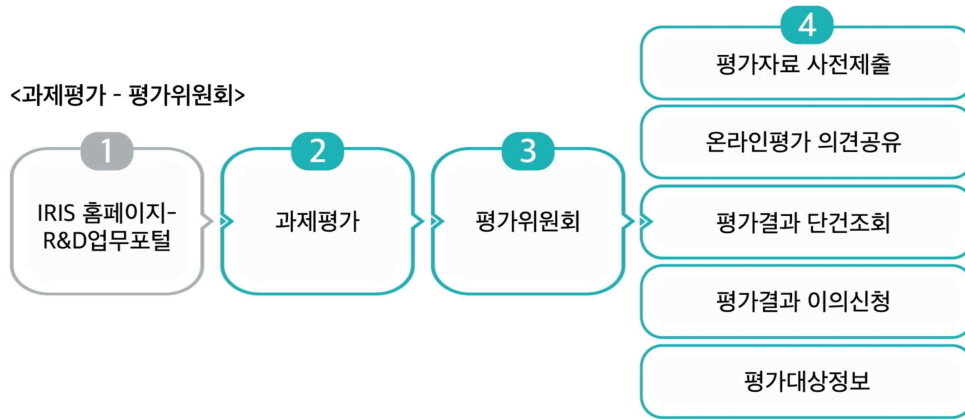 <과제평가 - 평가위원회>
1
IRIS 홈페이지-
R&D업무포털
2
과제평가
3
평가위원회
4
평가자료 사전제출
온라인평가 의견공유
평가결과 단건조회
평가결과 이의신청
평가대상정보